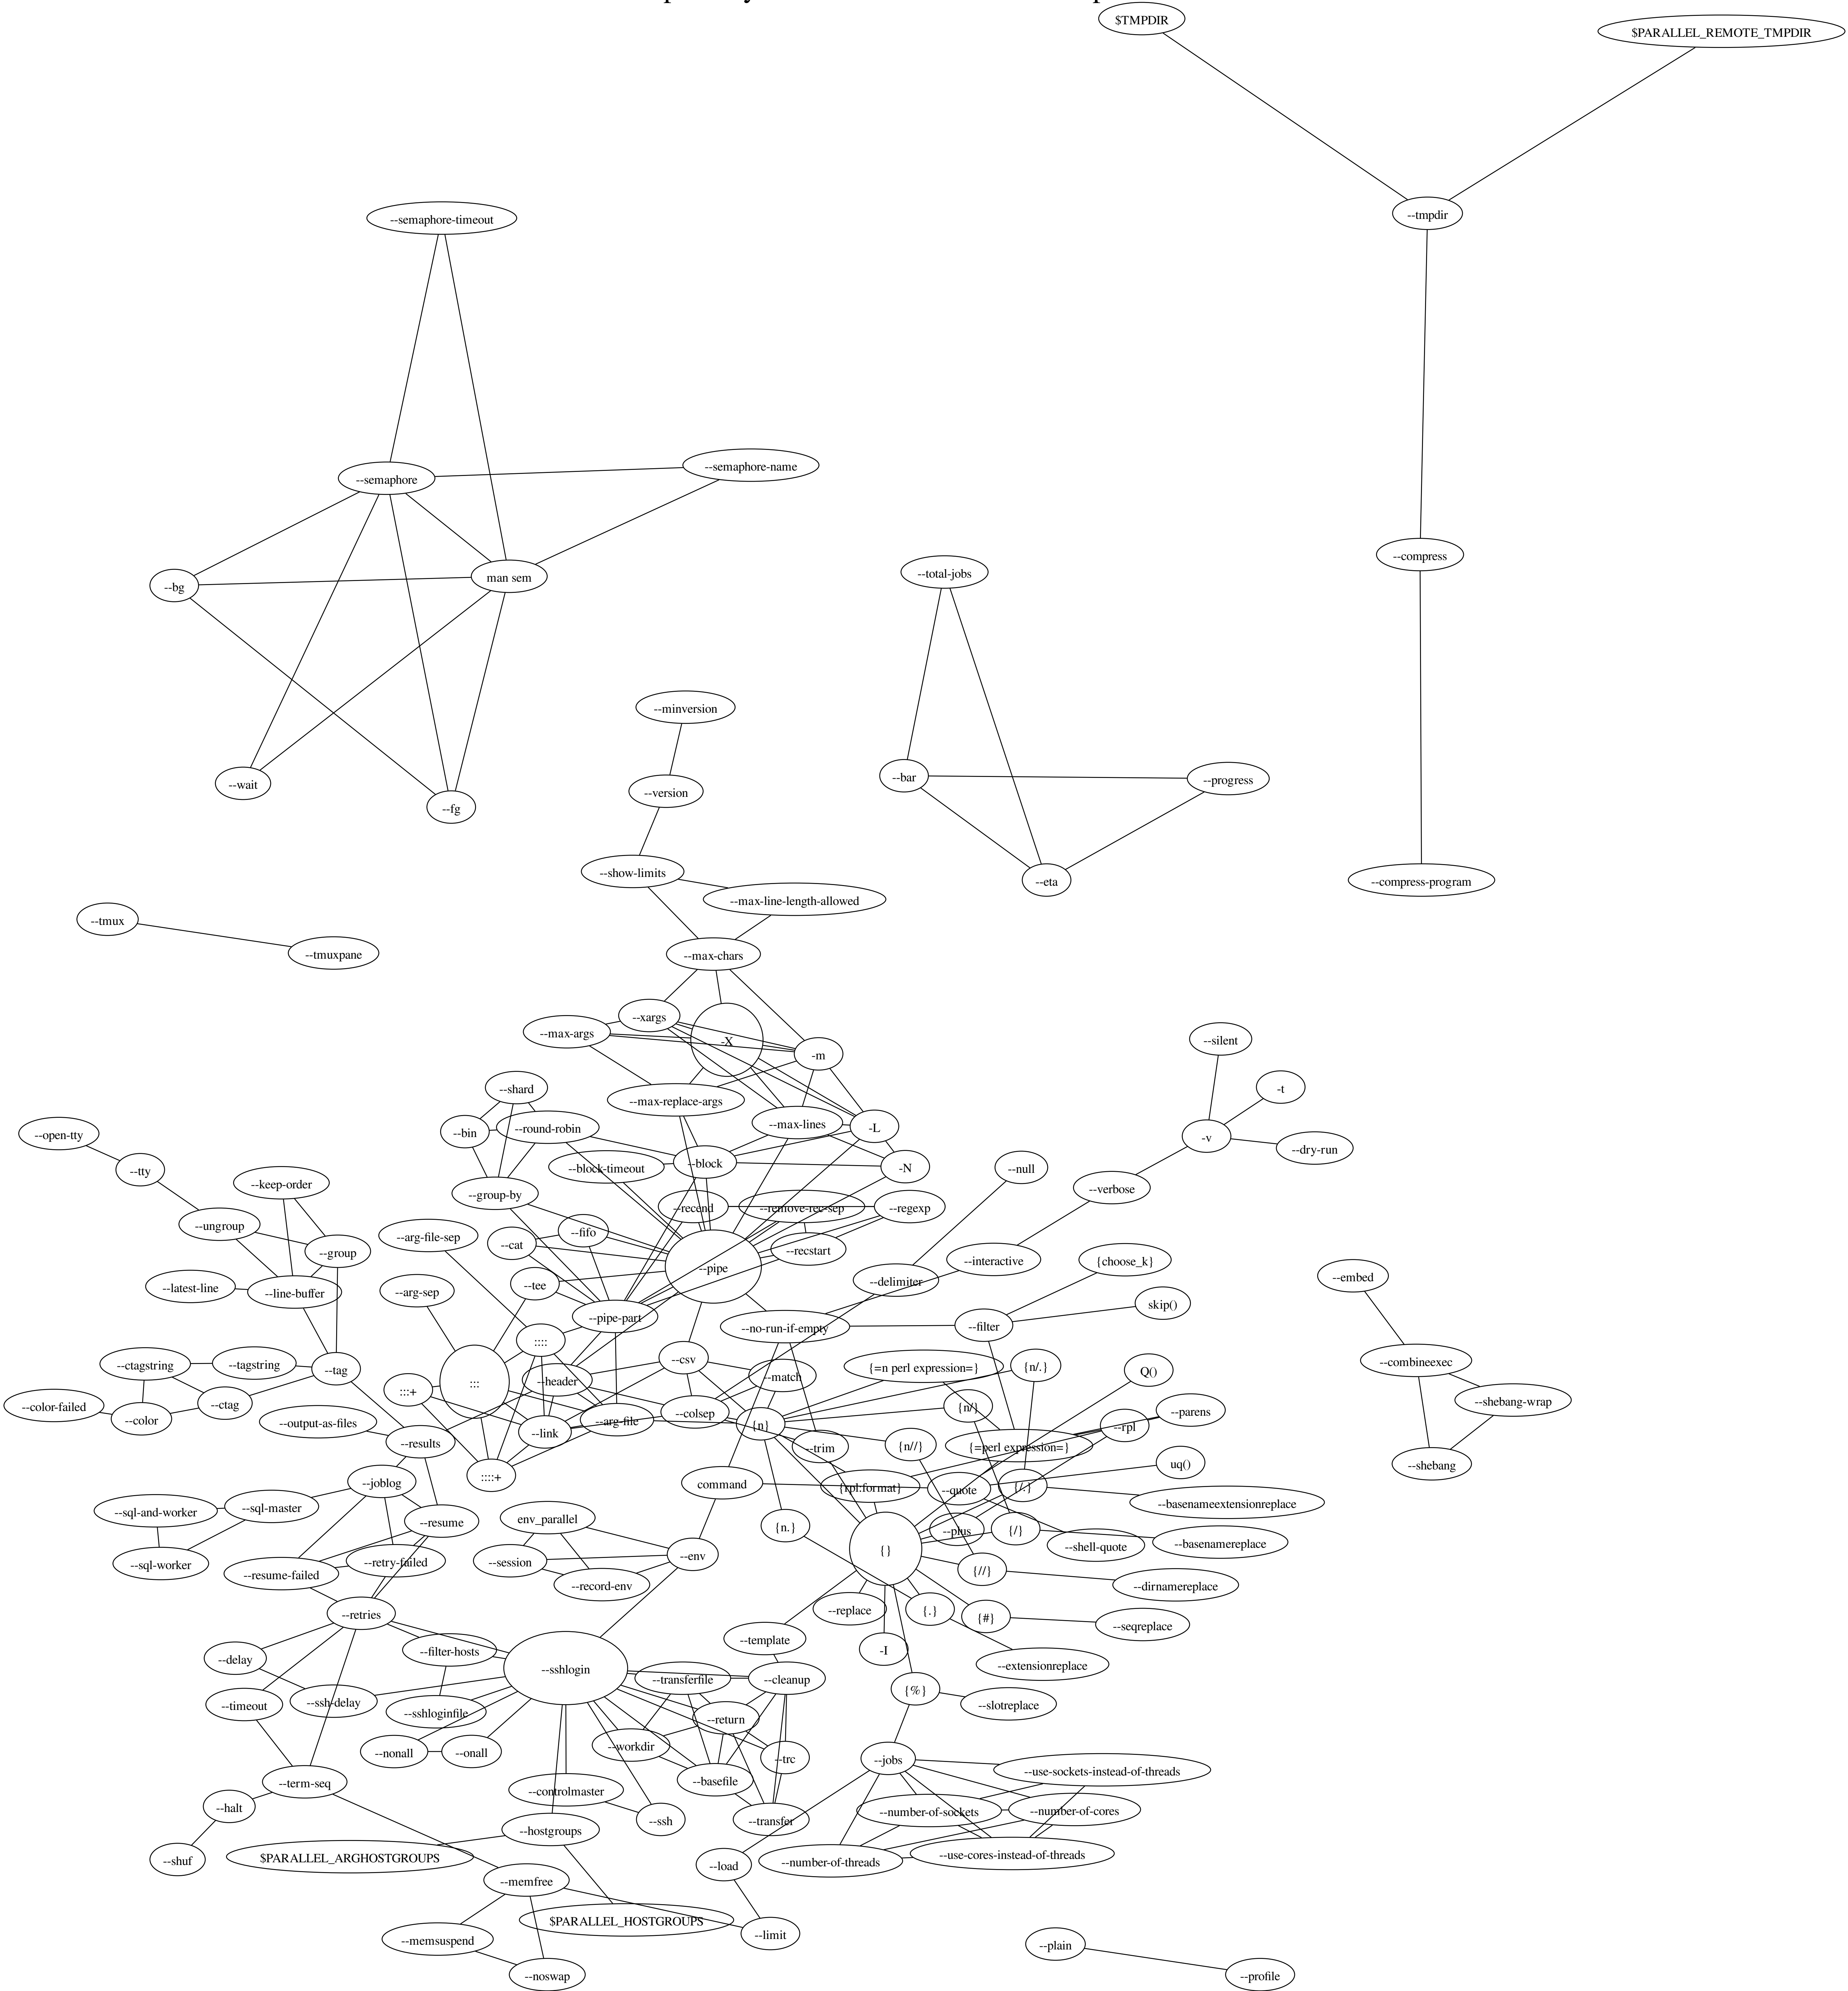 $TMPDIR
$PARALLEL_REMOTE_TMPDIR
--tmpdir
--semaphore-timeout
--semaphore-name
--semaphore
--compress
--total-jobs
man sem
--bg
--minversion
--bar
--progress
--wait
--version
--fg
--show-limits
--eta
--compress-program
--max-line-length-allowed
--tmux
--tmuxpane
--max-chars
--xargs
--max-args
-X
--silent
-m
--shard
-t
--max-replace-args
--max-lines
-L
--open-tty
--bin
--round-robin
-v
--dry-run
--block
--block-timeout
-N
--null
--tty
--keep-order
--verbose
--group-by
--recend
--remove-rec-sep
--regexp
--ungroup
--fifo
--arg-file-sep
--cat
--group
--recstart
--interactive
{choose_k}
--pipe
--embed
--delimiter
--tee
--latest-line
--line-buffer
--arg-sep
skip()
--pipe-part
--no-run-if-empty
--filter
::::
--csv
--combineexec
--ctagstring
--tagstring
--tag
{=n perl expression=}
{n/.}
Q()
--match
--header
:::
:::+
--shebang-wrap
--ctag
--color-failed
--color
{n/}
--parens
--colsep
--output-as-files
--arg-file
{n}
--rpl
--link
--results
--trim
{n//}
{=perl expression=}
uq()
--shebang
::::+
--joblog
command
{rpl:format}
--quote
{/.}
--basenameextensionreplace
--sql-and-worker
--sql-master
env_parallel
--resume
{n.}
--plus
{/}
--basenamereplace
--shell-quote
{}
--env
--session
--retry-failed
--sql-worker
--resume-failed
{//}
--dirnamereplace
--record-env
--replace
{.}
{#}
--seqreplace
--retries
--template
-I
--filter-hosts
--delay
--extensionreplace
--sshlogin
--transferfile
--cleanup
{%}
--slotreplace
--ssh-delay
--timeout
--sshloginfile
--return
--workdir
--nonall
--onall
--trc
--jobs
--use-sockets-instead-of-threads
--term-seq
--basefile
--controlmaster
--halt
--number-of-sockets
--number-of-cores
--ssh
--transfer
--hostgroups
--shuf
$PARALLEL_ARGHOSTGROUPS
--load
--number-of-threads
--use-cores-instead-of-threads
--memfree
$PARALLEL_HOSTGROUPS
--memsuspend
--limit
--plain
--noswap
--profile